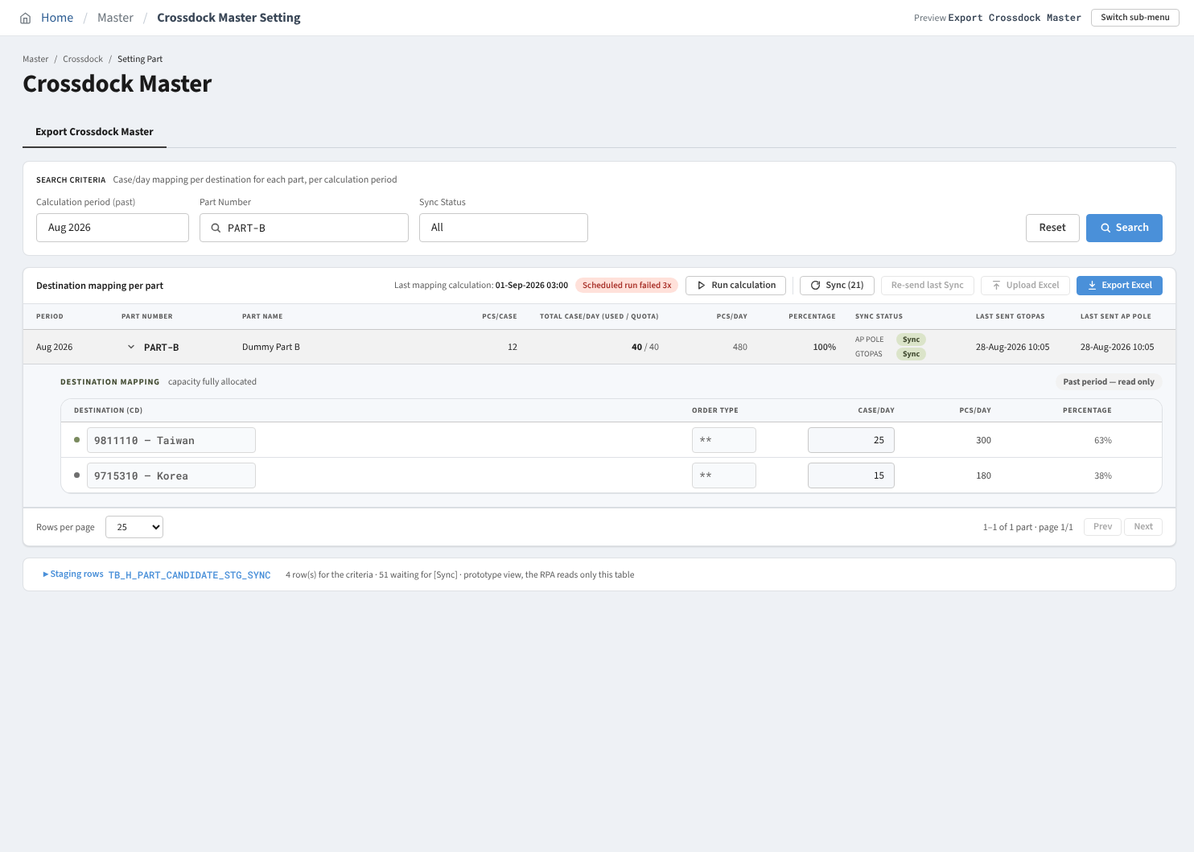 Home / Master / Crossdock Master Setting
Preview Export Crossdock Master Switch sub-menu
Master / Crossdock / Setting Part
Crossdock Master
Export Crossdock Master
SEARCH CRITERIA Case/day mapping per destination for each part, per calculation period
Calculation period (past) Part Number Sync Status
Aug 2026 PART-B All Reset Search
Destination mapping per part Last mapping calculation: 01-Sep-2026 03:00 Scheduled run failed 3x Run calculation Sync (21) Re-send last Sync Upload Excel Export Excel
PERIOD PART NUMBER PART NAME PCS/CASE TOTAL CASE/DAY (USED / QUOTA) PCS/DAY PERCENTAGE SYNC STATUS LAST SENT GTOPAS LAST SENT AP POLE
Aug 2026 PART-B Dummy Part B 12 40 / 40 480 100% AP POLE Sync 28-Aug-2026 10:05 28-Aug-2026 10:05
GTOPAS Sync
DESTINATION MAPPING capacity fully allocated Past period — read only
DESTINATION (CD) ORDER TYPE CASE/DAY PCS/DAY PERCENTAGE
9811110 — Taiwan ** 25 300 63%
9715310 — Korea ** 15 180 38%
Rows per page 25 1–1 of 1 part · page 1/1 Prev Next
▸ Staging rows TB_H_PART_CANDIDATE_STG_SYNC 4 row(s) for the criteria · 51 waiting for [Sync] · prototype view, the RPA reads only this table